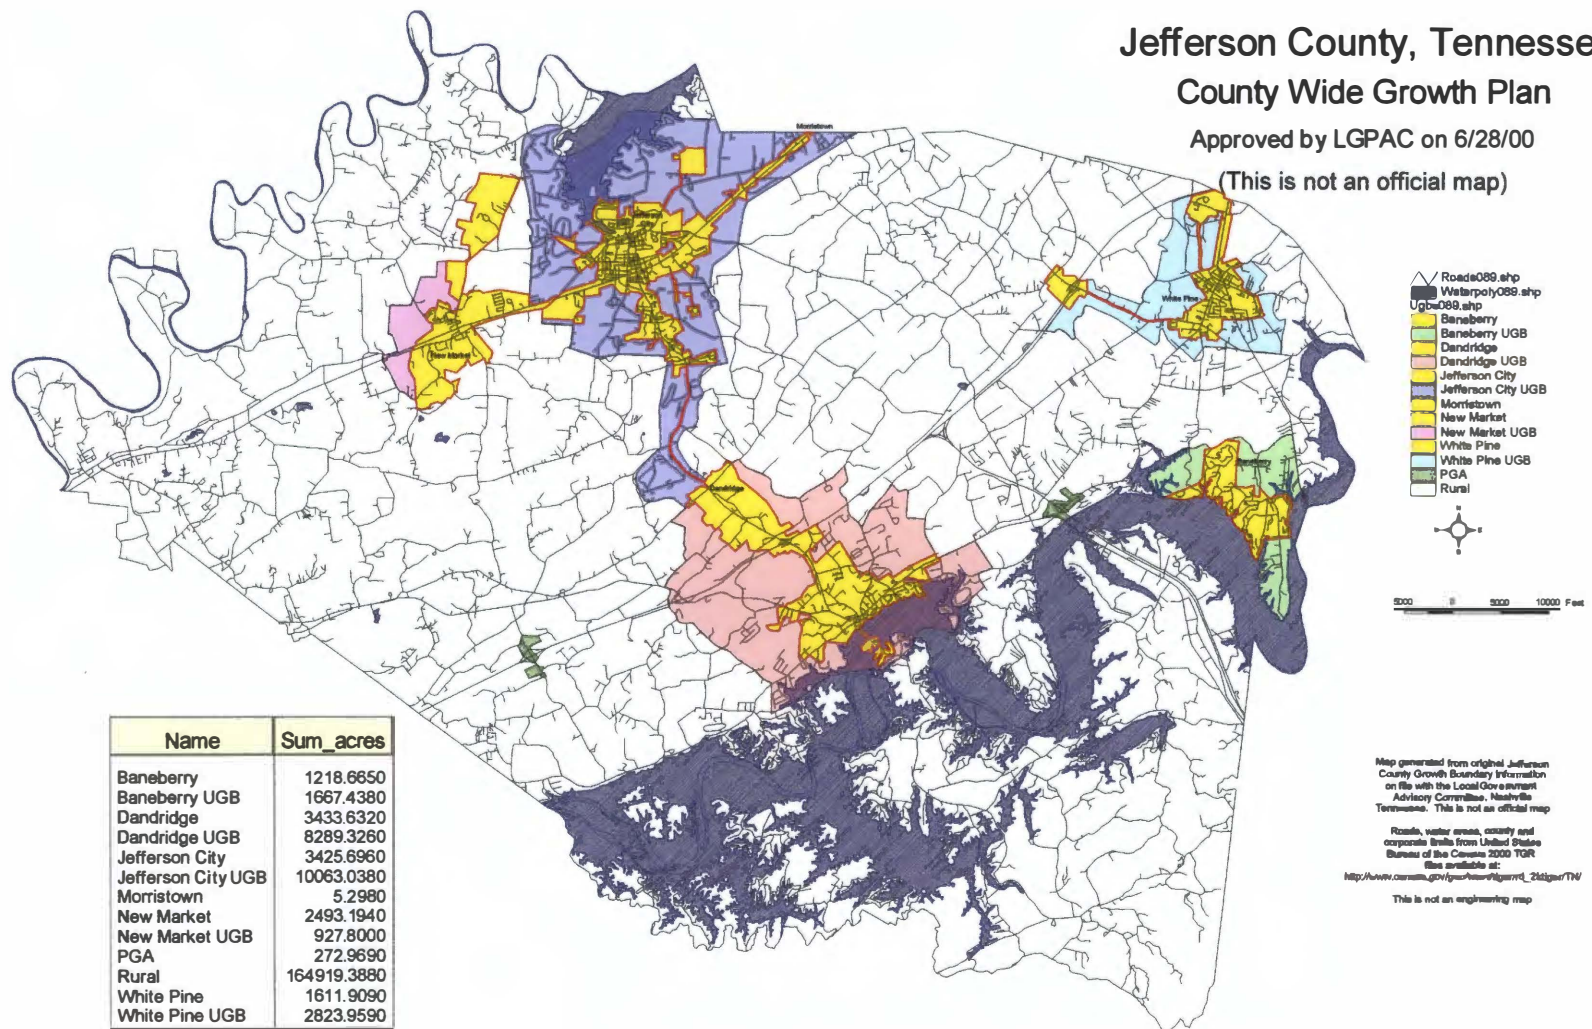 Jefferson County, Tennesse
County Wide Growth Plan
Approved by LGPAC on 6/28/00
(This is not an official map)
Morristown
Jefferson
City
White Pine
New Market
Dandridge
Baneberry
Roads089.shp
Waterpoly089.shp
Ugbs089.shp
Baneberry
Baneberry UGB
Dandridge
Dandridge UGB
Jefferson City
Jefferson City UGB
Morristown
New Market
New Market UGB
White Pine
White Pine UGB
PGA
Rural
5000 0 5000 10000 Feet
Name Sum_acres
Baneberry 1218.6650
Baneberry UGB 1667.4380
Dandridge 3433.6320
Dandridge UGB 8289.3260
Jefferson City 3425.6960
Jefferson City UGB 10063.0380
Morristown 5.2980
New Market 2493.1940
New Market UGB 927.8000
PGA 272.9690
Rural 164919.3880
White Pine 1611.9090
White Pine UGB 2823.9590
Map generated from original Jefferson
County Growth Boundary Information
on file with the Local Government
Advisory Committee, Nashville
Tennessee. This is not an official map
Roads, water areas, county and
corporate limits from United States
Bureau of the Census 2000 TGR
files available at:
This is not an engineering map